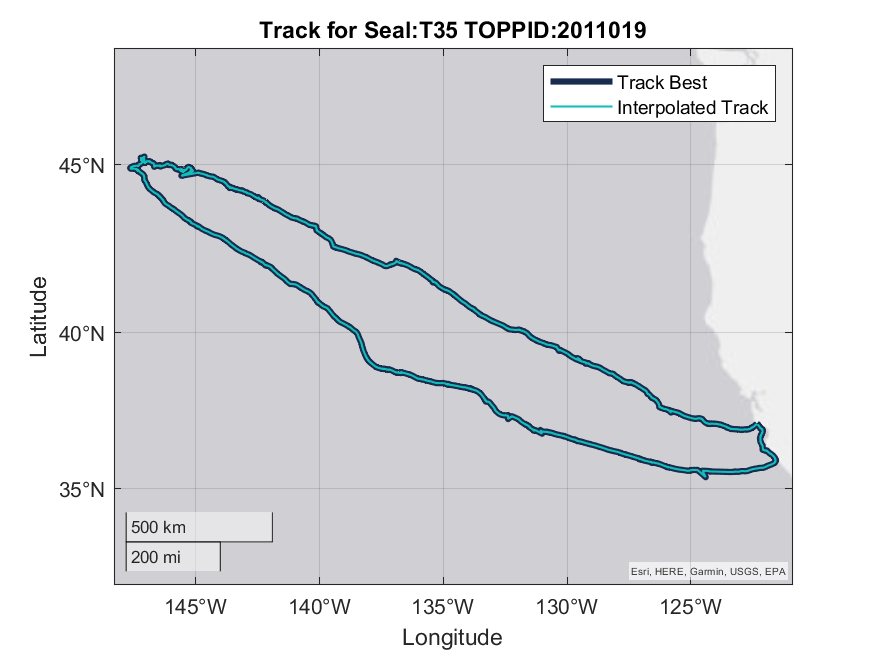 Track for Seal:T35 TOPPID:2011019
Track Best
Interpolated Track
45°N
40°N
35°N
Latitude
500 km
200 mi
Esri, HERE, Garmin, USGS, EPA
145°W 140°W 135°W 130°W 125°W
Longitude